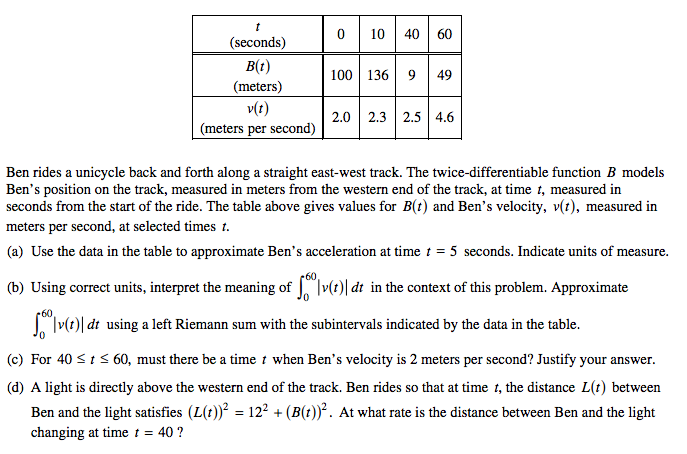 t
(seconds) 0 10 40 60
B(t)
(meters) 100 136 9 49
v(t)
(meters per second) 2.0 2.3 2.5 4.6
Ben rides a unicycle back and forth along a straight east-west track. The twice-differentiable function B models
Ben's position on the track, measured in meters from the western end of the track, at time t, measured in
seconds from the start of the ride. The table above gives values for B(t) and Ben's velocity, v(t), measured in
meters per second, at selected times t.
(a) Use the data in the table to approximate Ben's acceleration at time t = 5 seconds. Indicate units of measure.
(b) Using correct units, interpret the meaning of ∫₀⁶⁰ |v(t)| dt in the context of this problem. Approximate
∫₀⁶⁰ |v(t)| dt using a left Riemann sum with the subintervals indicated by the data in the table.
(c) For 40 ≤ t ≤ 60, must there be a time t when Ben's velocity is 2 meters per second? Justify your answer.
(d) A light is directly above the western end of the track. Ben rides so that at time t, the distance L(t) between
Ben and the light satisfies (L(t))² = 12² + (B(t))². At what rate is the distance between Ben and the light
changing at time t = 40 ?